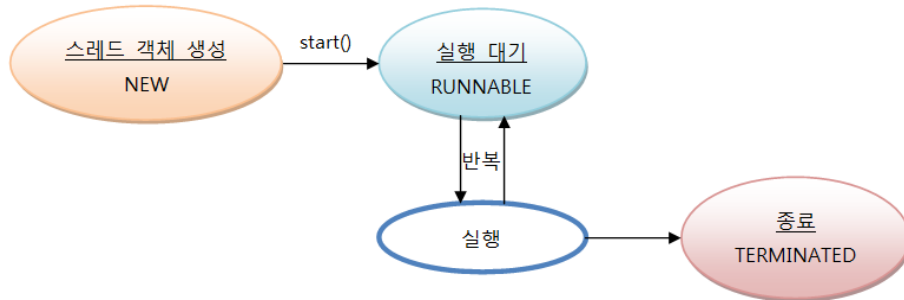 스레드 객체 생성
NEW
start()
실행 대기
RUNNABLE
반복
실행
종료
TERMINATED